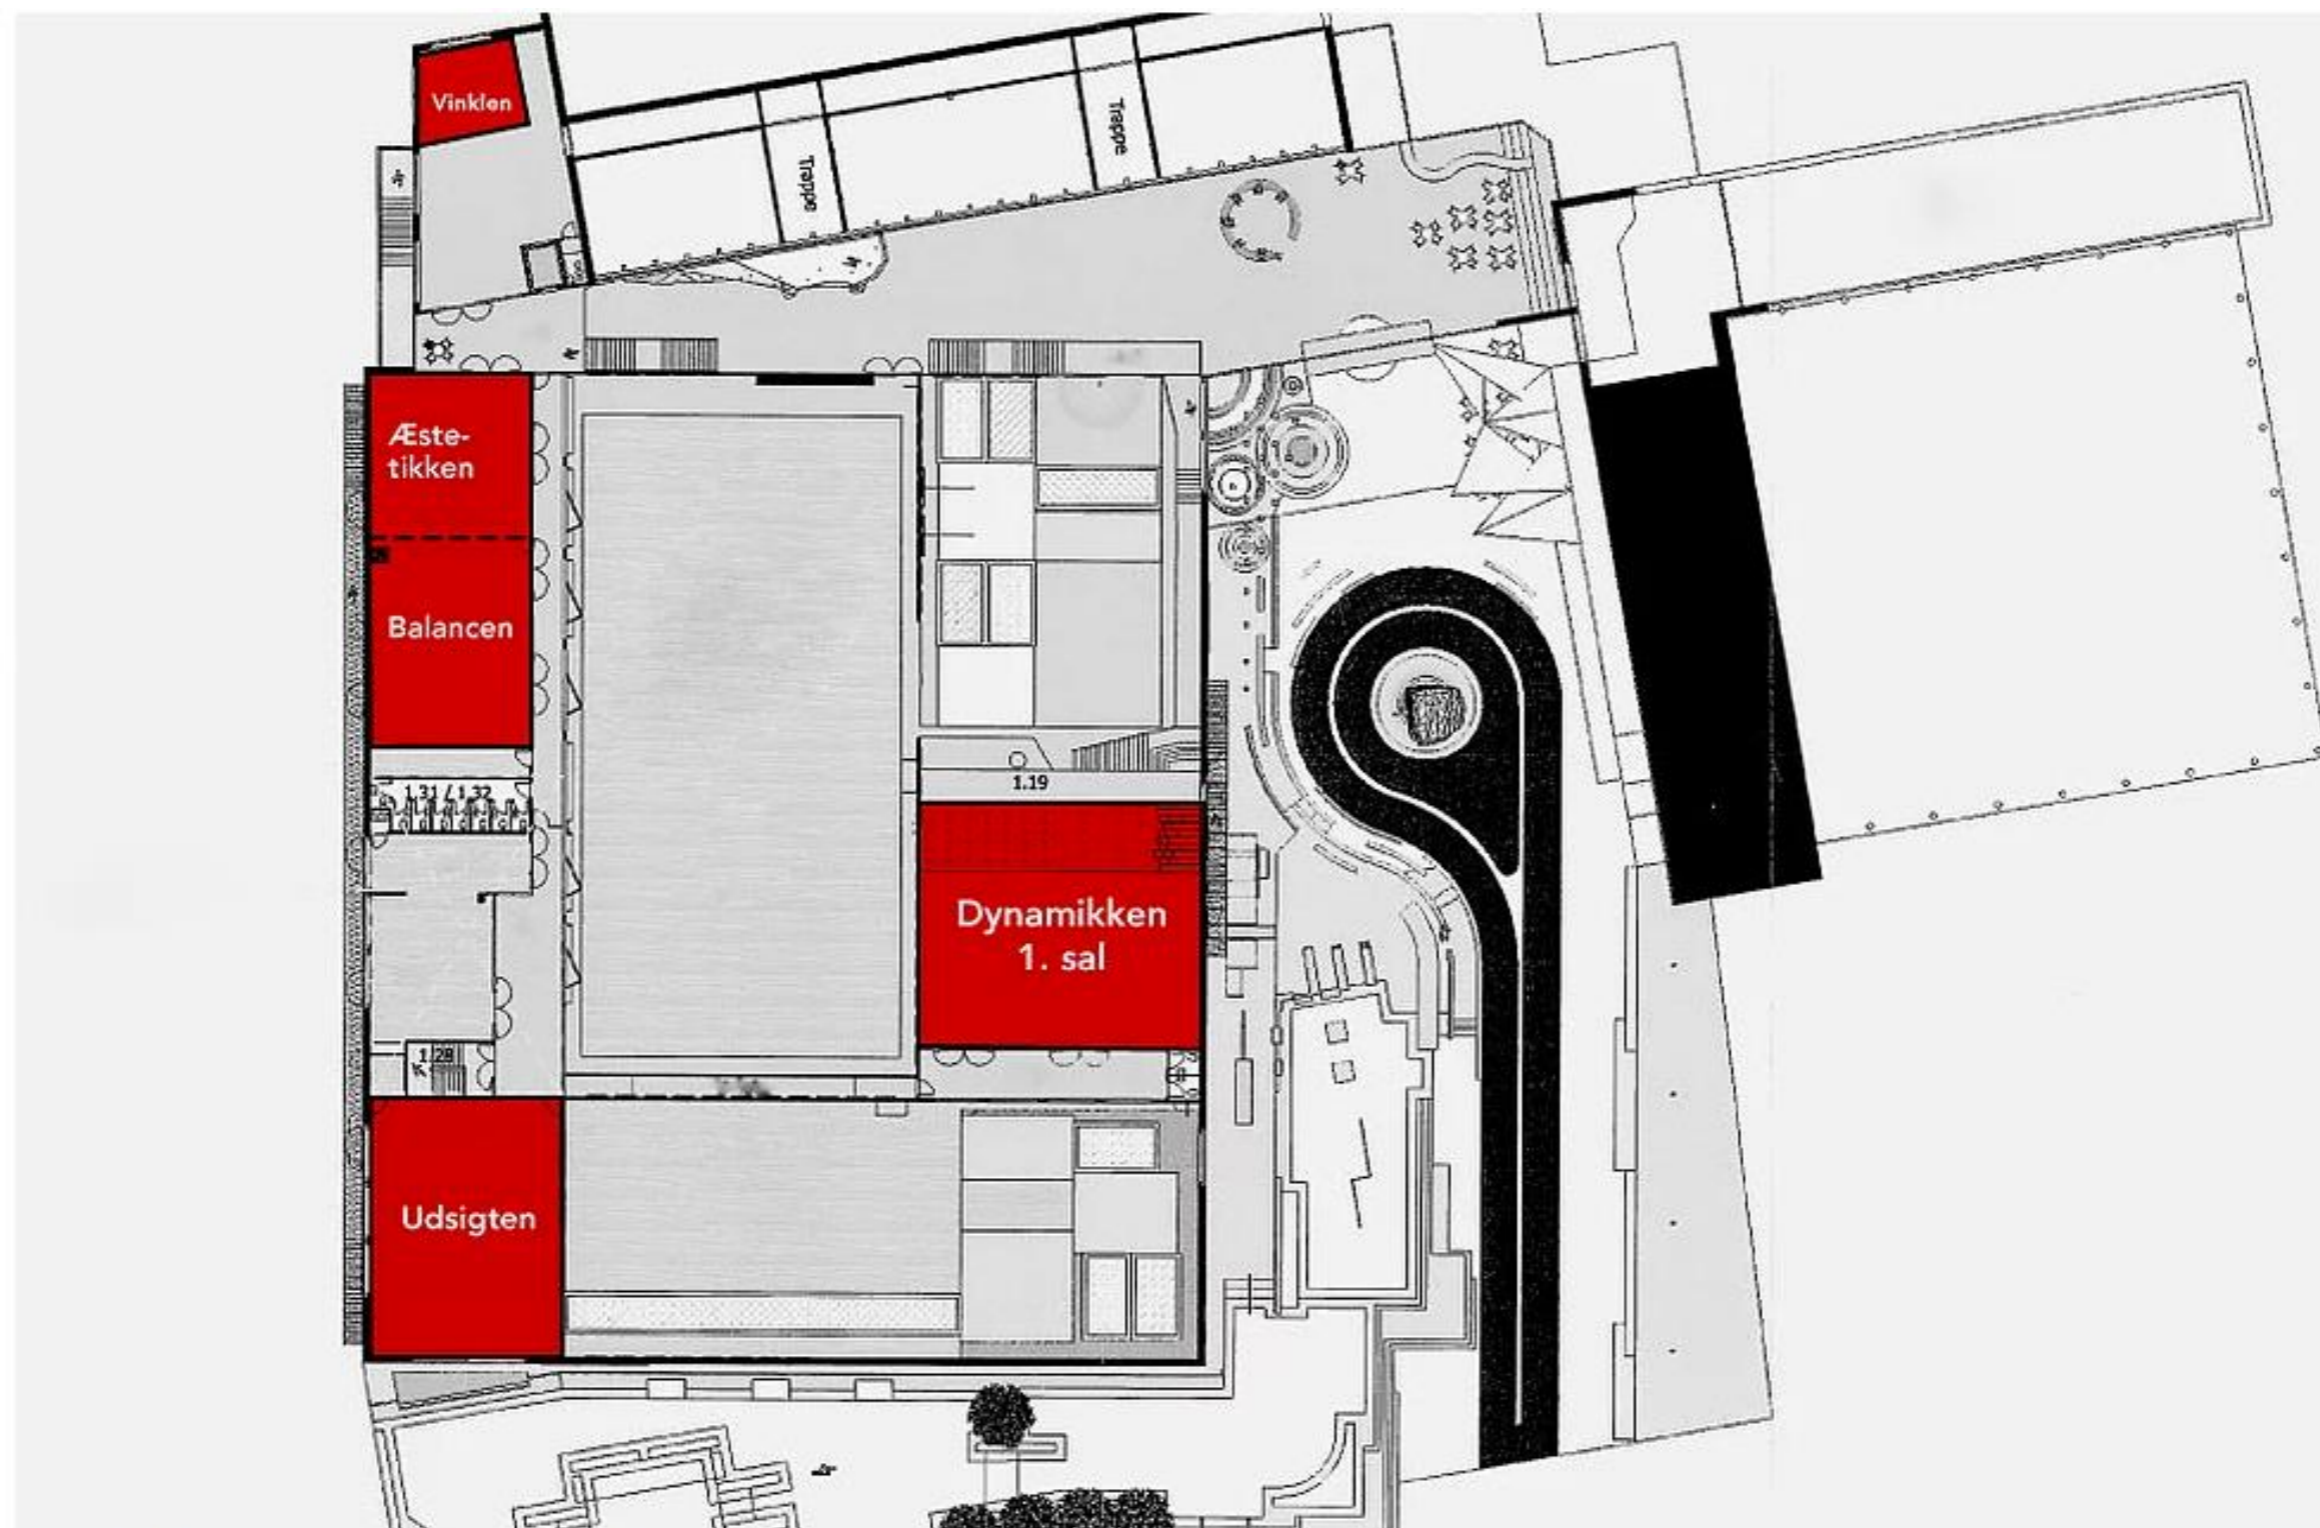 Vinklen
Trappe
Trappe
Æste-
tikken
Balancen
1.31 / 1.32
1.19
Dynamikken
1. sal
1.28
Udsigten